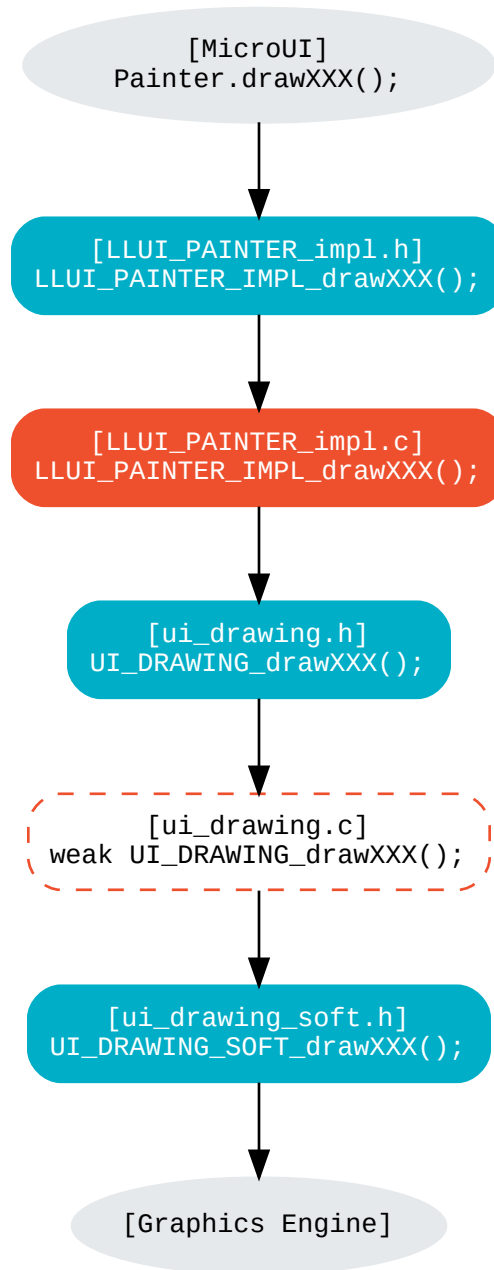 [MicroUI]
Painter.drawXXX();
[LLUI_PAINTER_impl.h]
LLUI_PAINTER_IMPL_drawXXX();
[LLUI_PAINTER_impl.c]
LLUI_PAINTER_IMPL_drawXXX();
[ui_drawing.h]
UI_DRAWING_drawXXX();
[ui_drawing.c]
weak UI_DRAWING_drawXXX();
[ui_drawing_soft.h]
UI_DRAWING_SOFT_drawXXX();
[Graphics Engine]